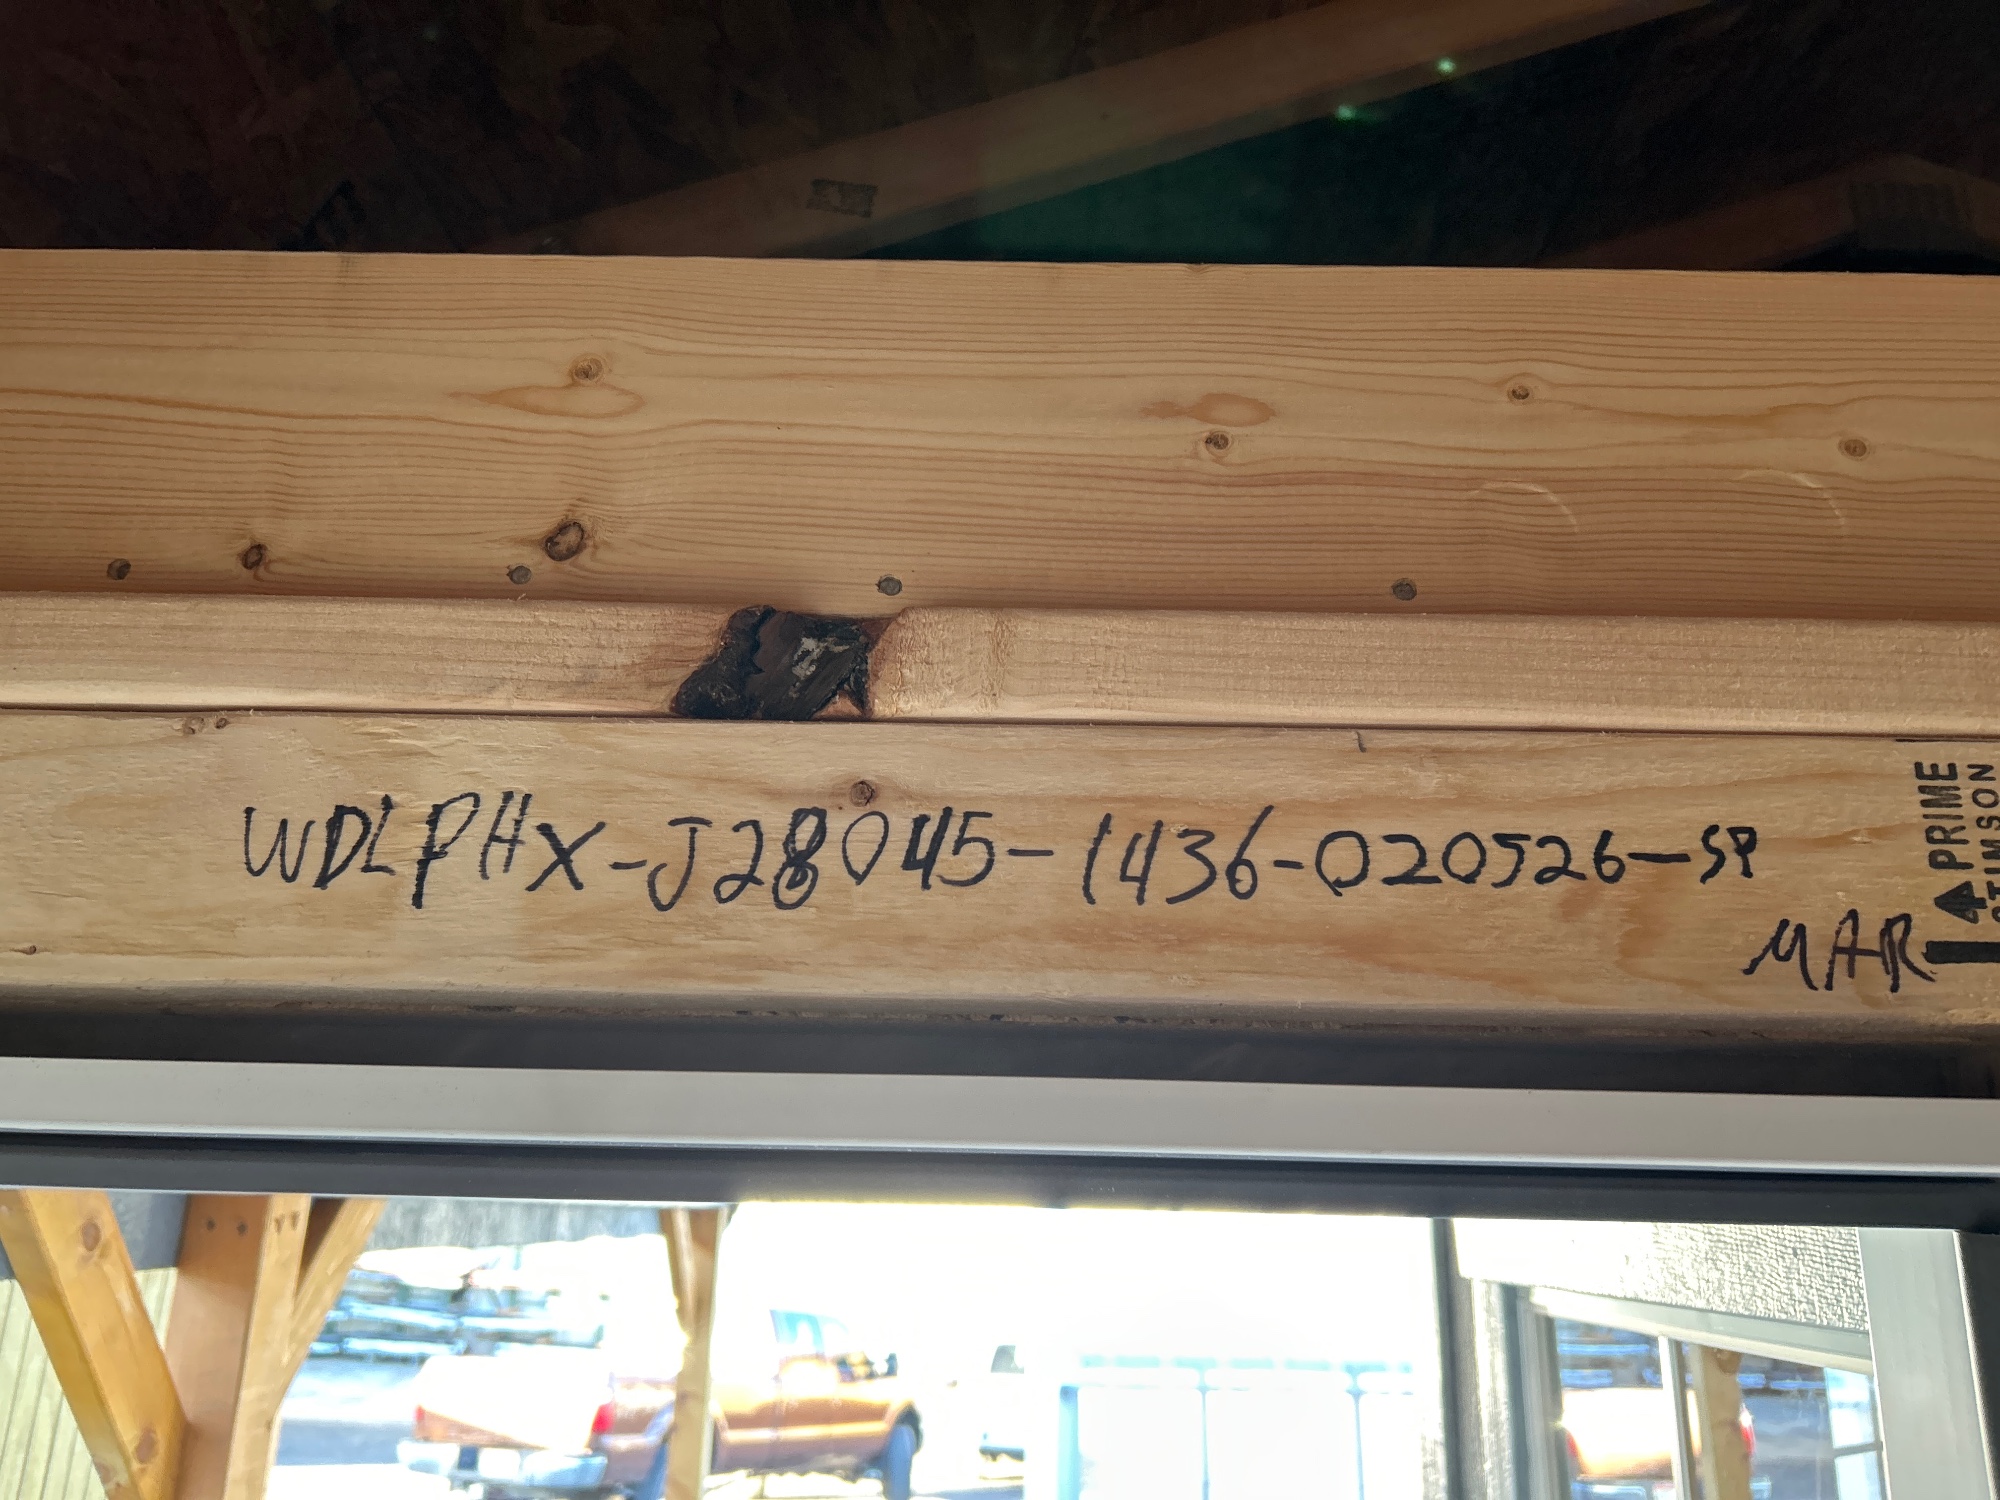 WDLPHX-J28045-1436-020526-SP
MAR
PRIME
STIMSON